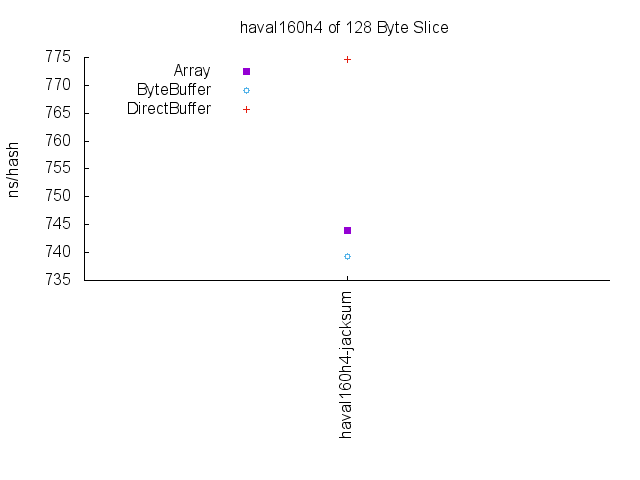 haval160h4 of 128 Byte Slice
775
770
765
760
755
750
745
740
735
ns/hash
Array
ByteBuffer
DirectBuffer
haval160h4-jacksum